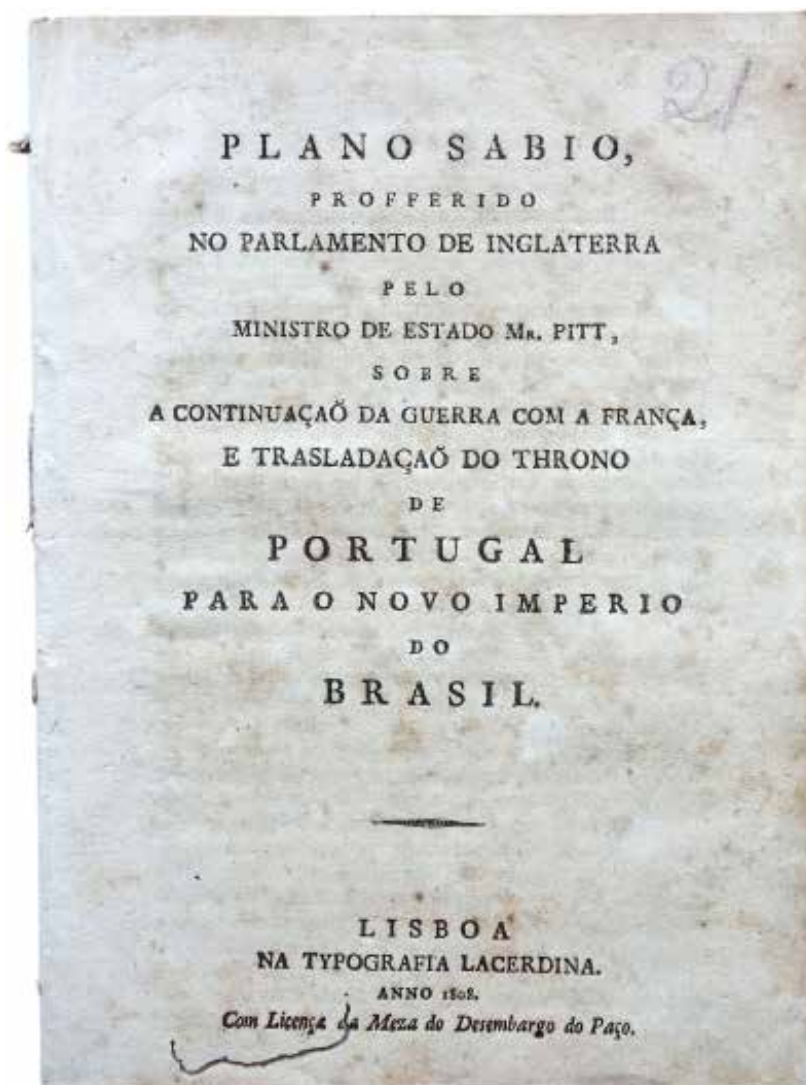 21
PLANO SABIO,
PROFFERIDO
NO PARLAMENTO DE INGLATERRA
PELO
MINISTRO DE ESTADO MR. PITT,
SOBRE
A CONTINUAÇAÕ DA GUERRA COM A FRANÇA,
E TRASLADAÇAÕ DO THRONO
DE
PORTUGAL
PARA O NOVO IMPERIO
DO
BRASIL.
LISBOA
NA TYPOGRAFIA LACERDINA.
ANNO 1808.
Com Licença da Meza do Desembargo do Paço.